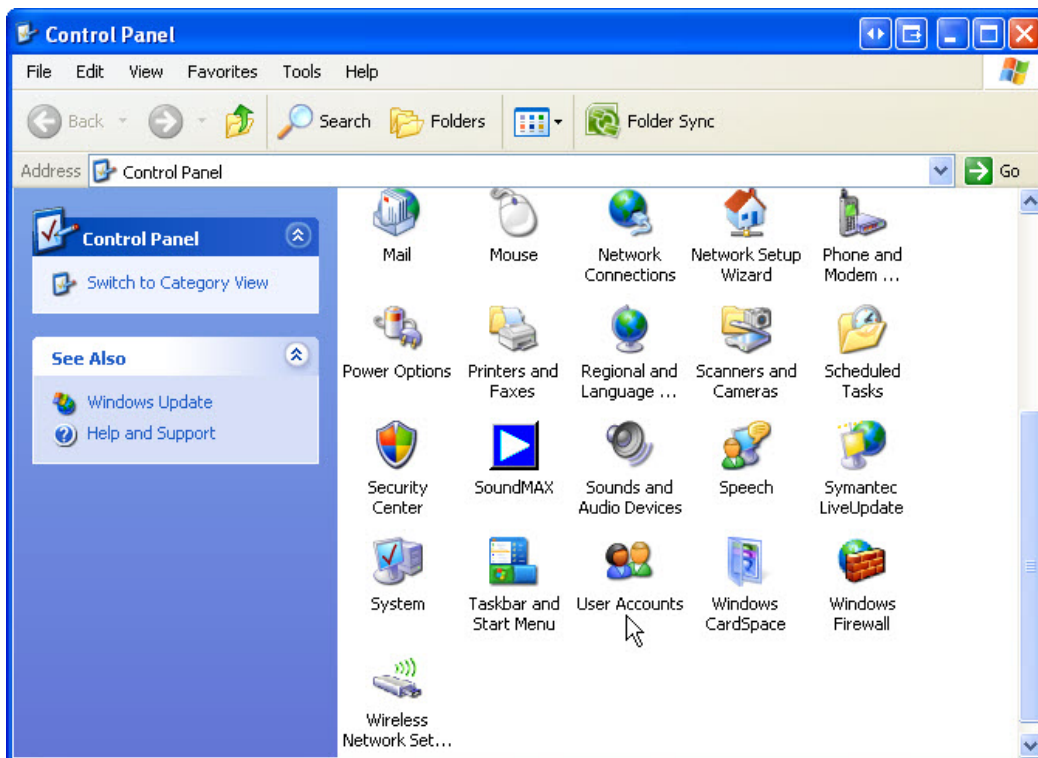 Control Panel
File Edit View Favorites Tools Help
Back Search Folders Folder Sync
Address Control Panel Go
Control Panel
Switch to Category View
See Also
Windows Update
Help and Support
Mail
Mouse
Network
Connections
Network Setup
Wizard
Phone and
Modem ...
Power Options
Printers and
Faxes
Regional and
Language ...
Scanners and
Cameras
Scheduled
Tasks
Security
Center
SoundMAX
Sounds and
Audio Devices
Speech
Symantec
LiveUpdate
System
Taskbar and
Start Menu
User Accounts
Windows
CardSpace
Windows
Firewall
Wireless
Network Set...